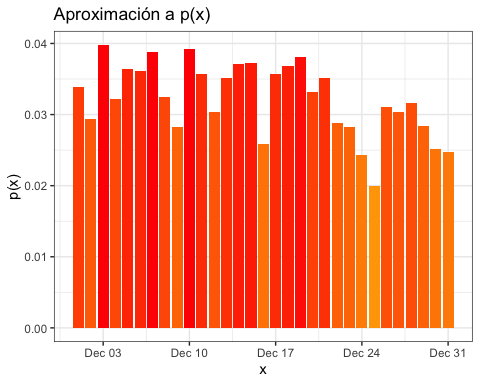 Aproximación a p(x)
p(x)
0.04
0.03
0.02
0.01
0.00
Dec 03 Dec 10 Dec 17 Dec 24 Dec 31
x